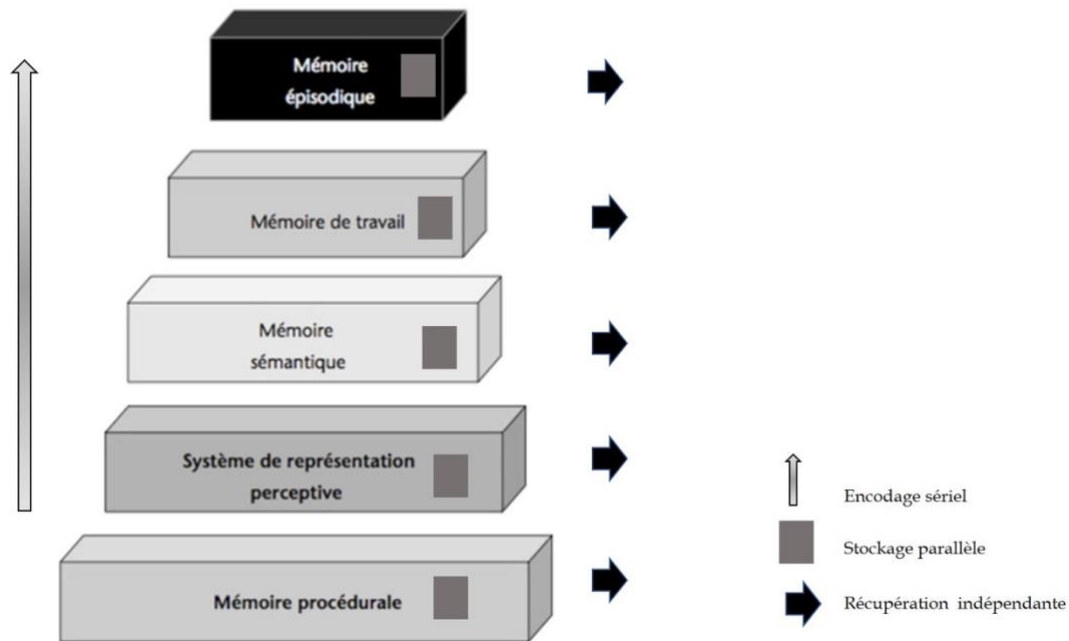 Mémoire
épisodique
Mémoire de travail
Mémoire
sémantique
Système de représentation
perceptive
Mémoire procédurale
Encodage sériel
Stockage parallèle
Récupération indépendante